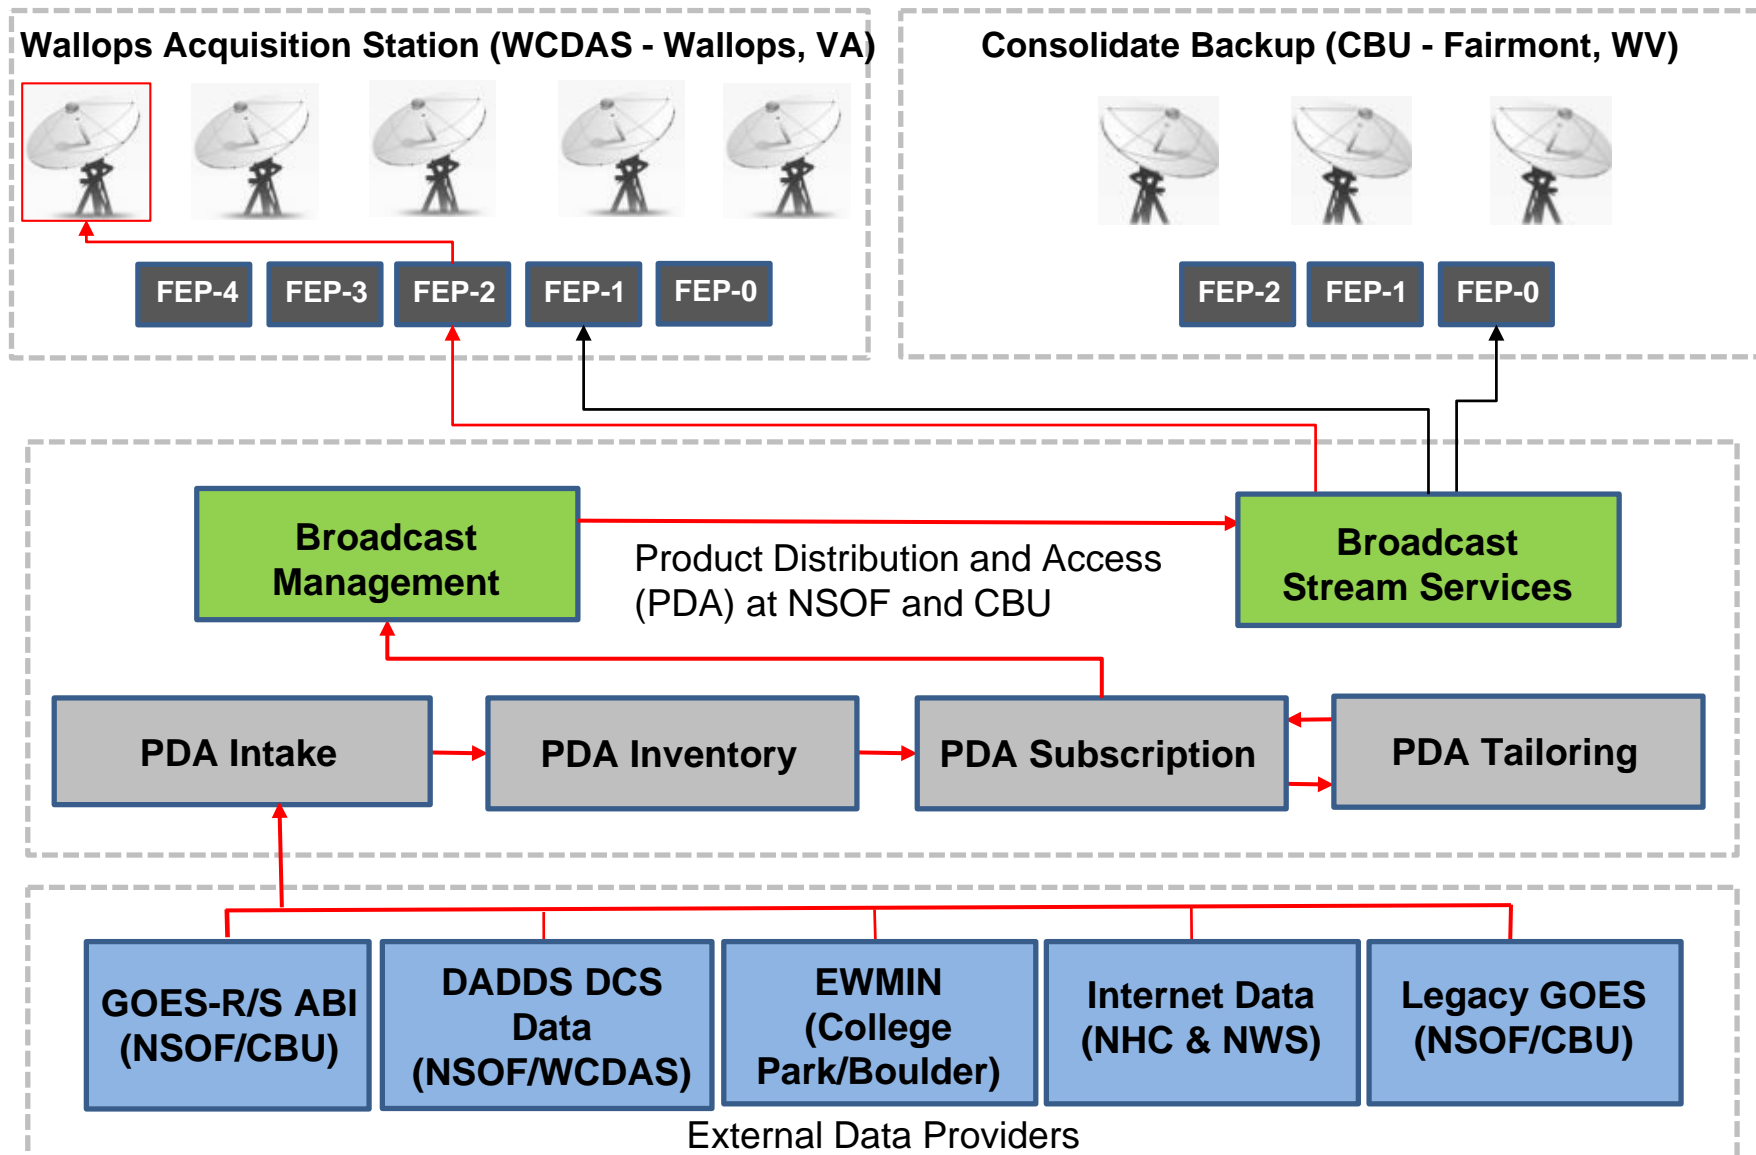 Wallops Acquisition Station (WCDAS - Wallops, VA)
Consolidate Backup (CBU - Fairmont, WV)
FEP-4
FEP-3
FEP-2
FEP-1
FEP-0
FEP-2
FEP-1
FEP-0
Broadcast
Management
Product Distribution and Access
(PDA) at NSOF and CBU
Broadcast
Stream Services
PDA Intake
PDA Inventory
PDA Subscription
PDA Tailoring
GOES-R/S ABI
(NSOF/CBU)
DADDS DCS
Data
(NSOF/WCDAS)
EWMIN
(College
Park/Boulder)
Internet Data
(NHC & NWS)
Legacy GOES
(NSOF/CBU)
External Data Providers